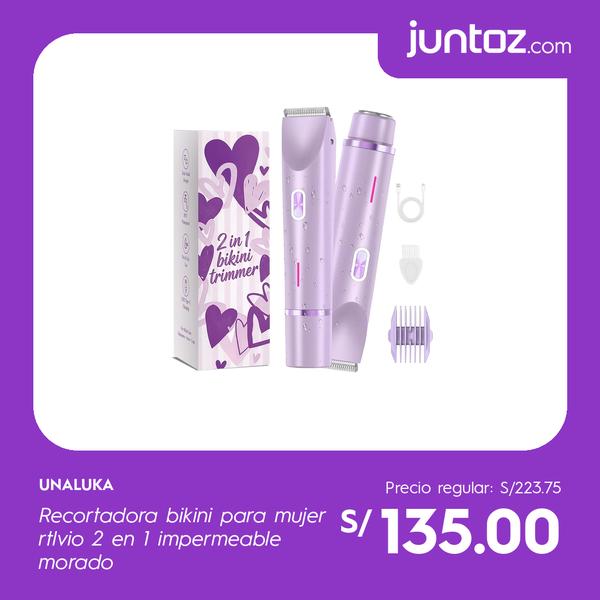 juntoz.com
2 in 1
bikini
trimmer
UNALUKA
Recortadora bikini para mujer
rtlvio 2 en 1 impermeable
morado
Precio regular: S/223.75
S/135.00